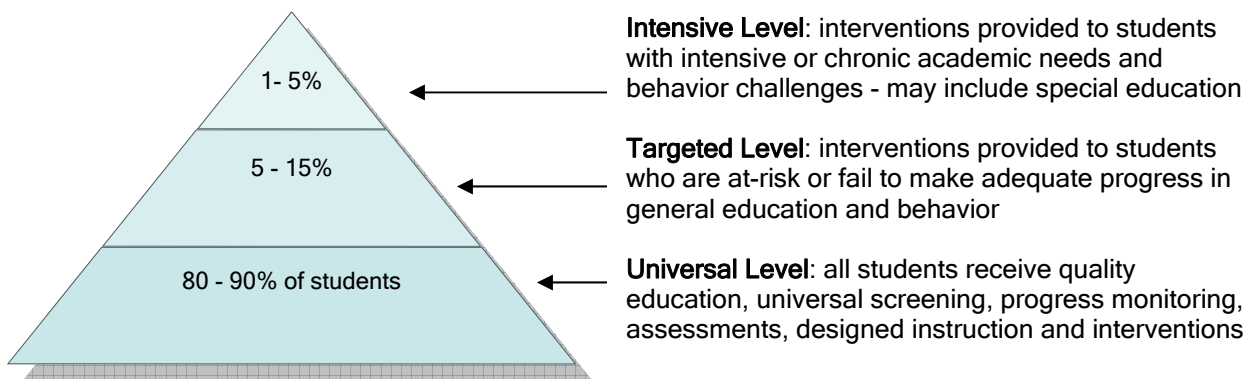 1- 5%
Intensive Level: interventions provided to students
with intensive or chronic academic needs and
behavior challenges - may include special education
5 - 15%
Targeted Level: interventions provided to students
who are at-risk or fail to make adequate progress in
general education and behavior
80 - 90% of students
Universal Level: all students receive quality
education, universal screening, progress monitoring,
assessments, designed instruction and interventions